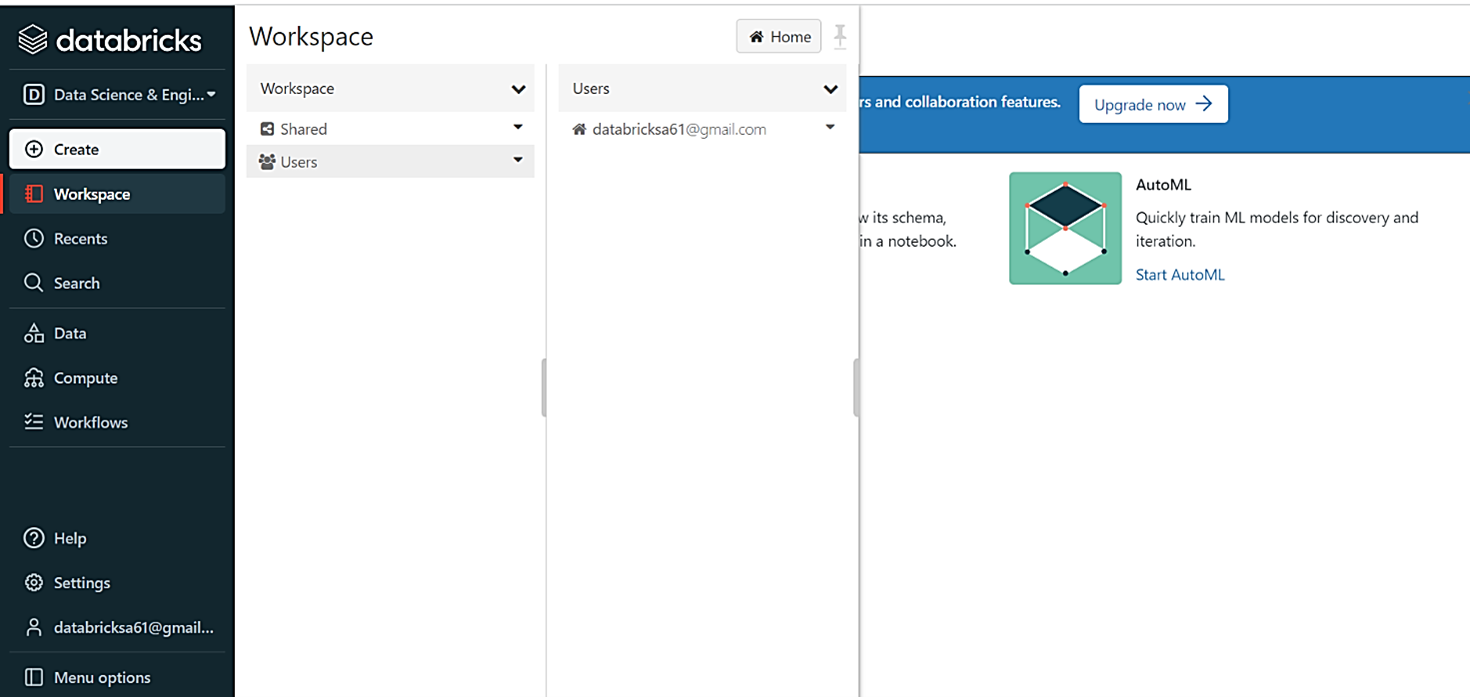 databricks
D Data Science & Engi...
Create
Workspace
Recents
Search
Data
Compute
Workflows
Help
Settings
databricksa61@gmail...
Menu options
Workspace
Home
Workspace
Shared
Users
Users
databricksa61@gmail.com
rs and collaboration features.
Upgrade now
w its schema,
in a notebook.
AutoML
Quickly train ML models for discovery and
iteration.
Start AutoML